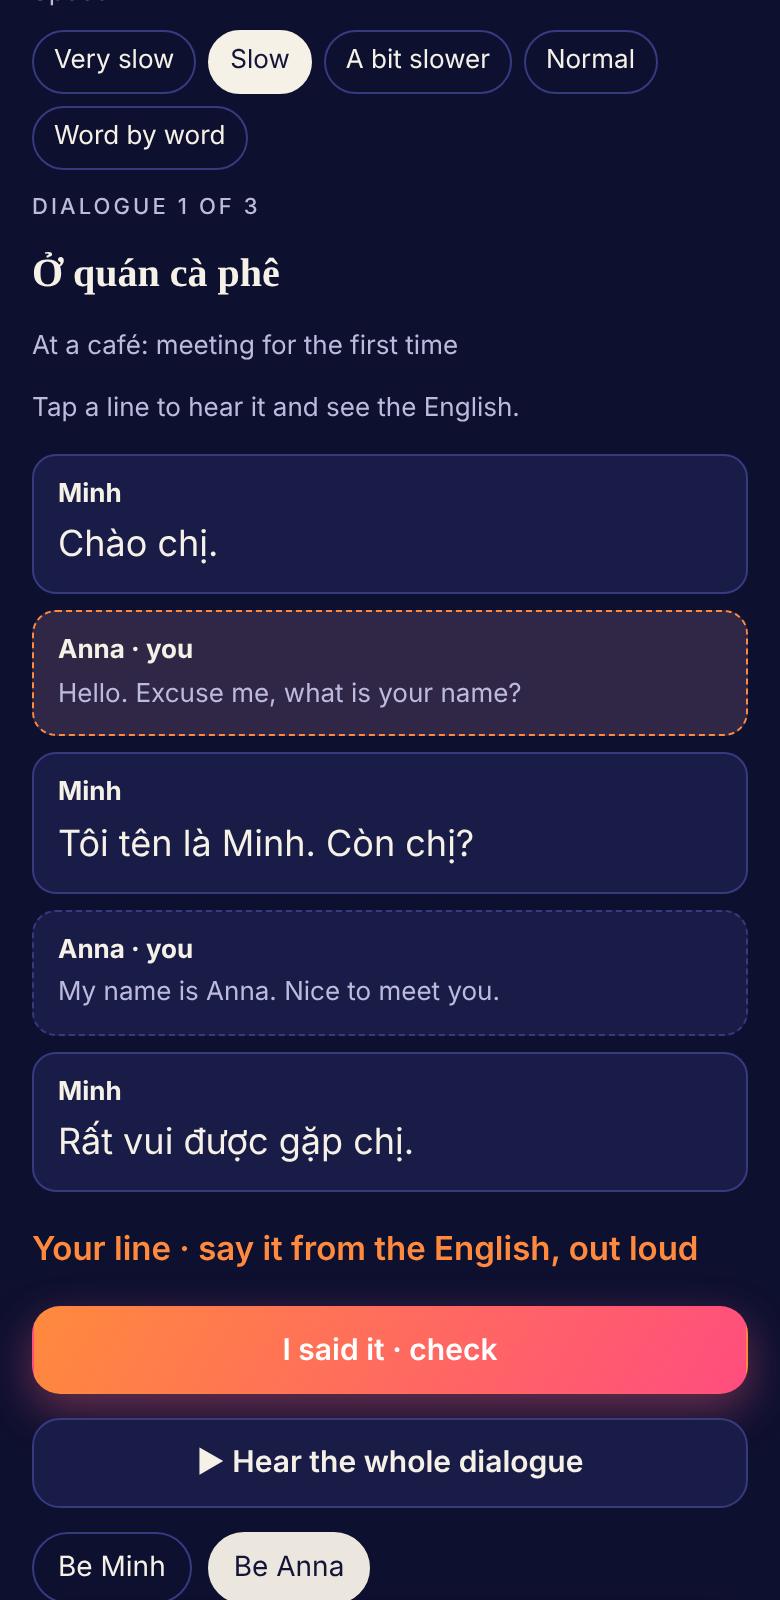 Very slow
Slow
A bit slower
Normal
Word by word
DIALOGUE 1 OF 3
Ở quán cà phê
At a café: meeting for the first time
Tap a line to hear it and see the English.
Minh
Chào chị.
Anna · you
Hello. Excuse me, what is your name?
Minh
Tôi tên là Minh. Còn chị?
Anna · you
My name is Anna. Nice to meet you.
Minh
Rất vui được gặp chị.
Your line · say it from the English, out loud
I said it · check
▶ Hear the whole dialogue
Be Minh
Be Anna